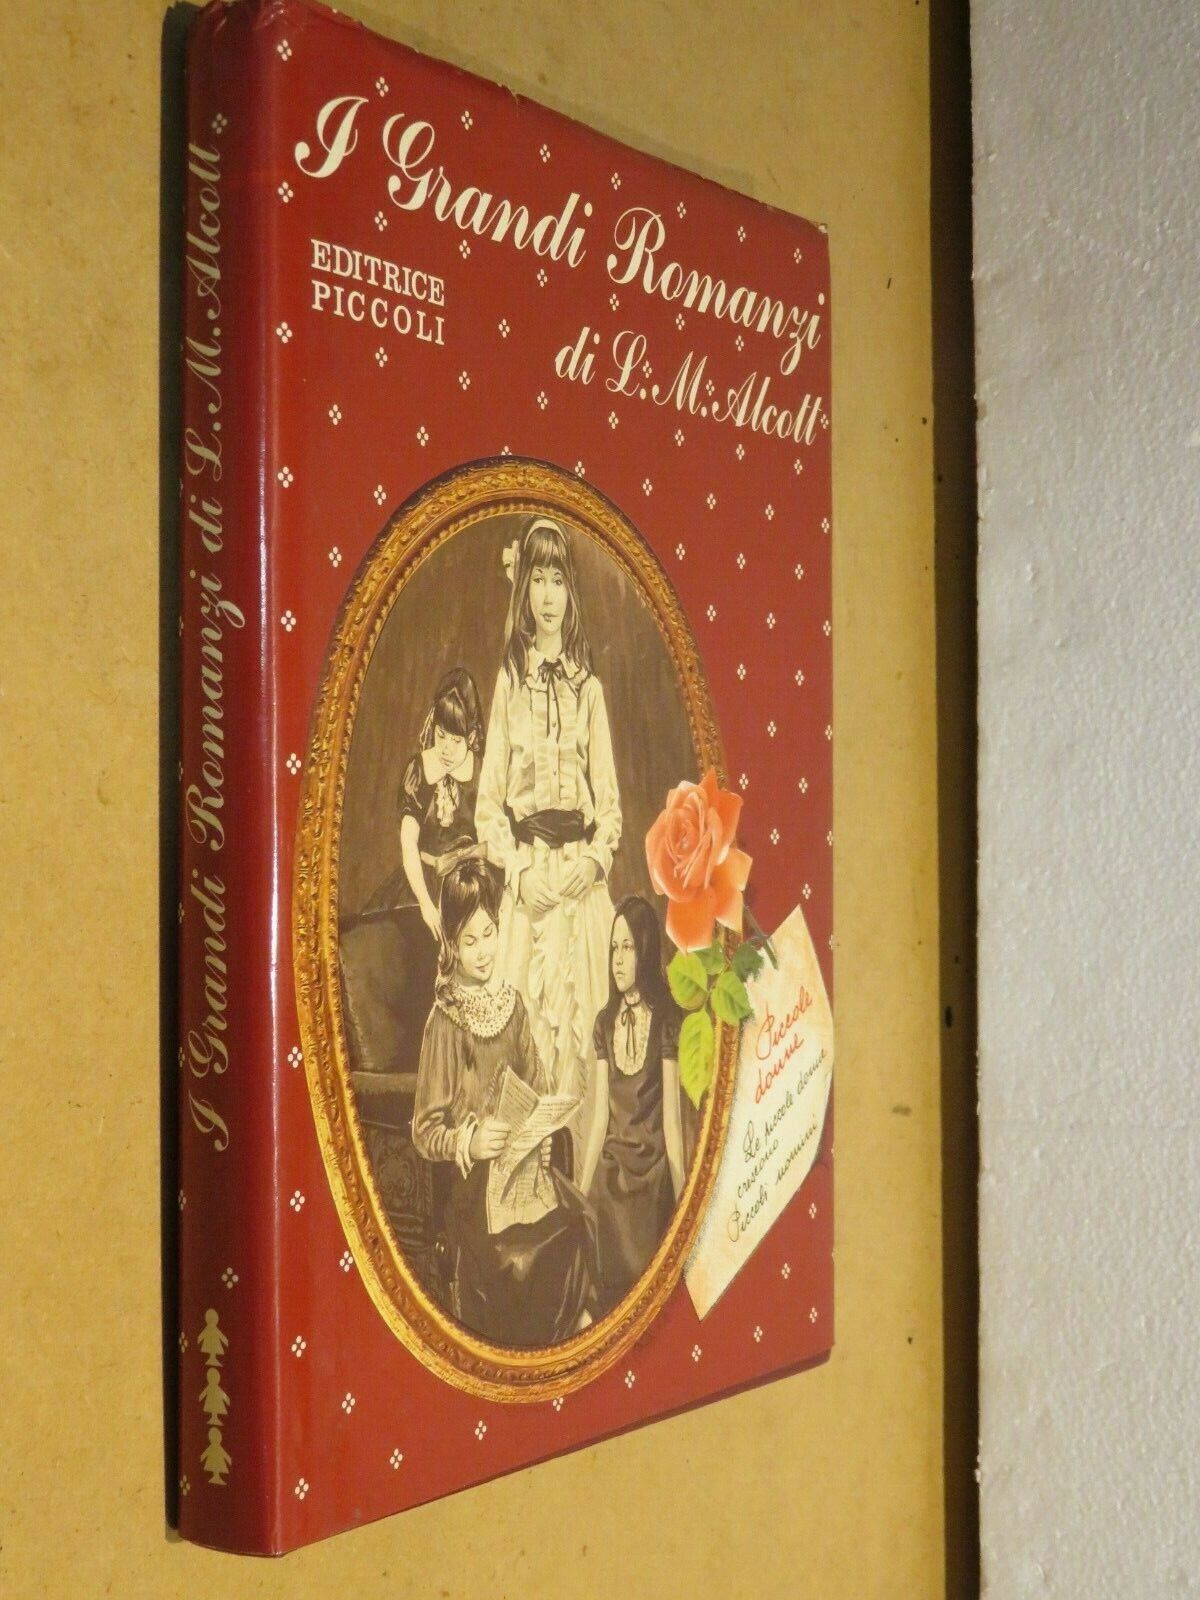 I Grandi Romanzi
di L. M. Alcott
EDITRICE
PICCOLI
Piccole
donne
Le piccole donne
crescono
Piccoli uomini
I Grandi Romanzi di L. M. Alcott